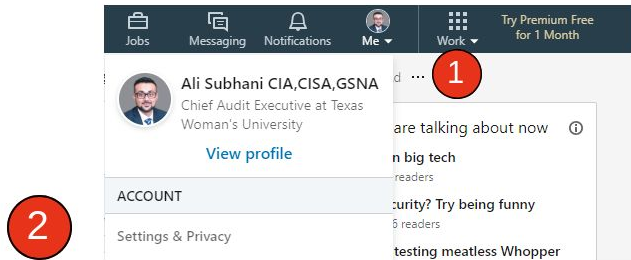 Jobs
Messaging
Notifications
Me
Work
Try Premium Free
for 1 Month
1
Ali Subhani CIA,CISA,GSNA
Chief Audit Executive at Texas
Woman's University
View profile
ACCOUNT
2
Settings & Privacy
d ...
are talking about now
n big tech
readers
curity? Try being funny
6 readers
testing meatless Whopper